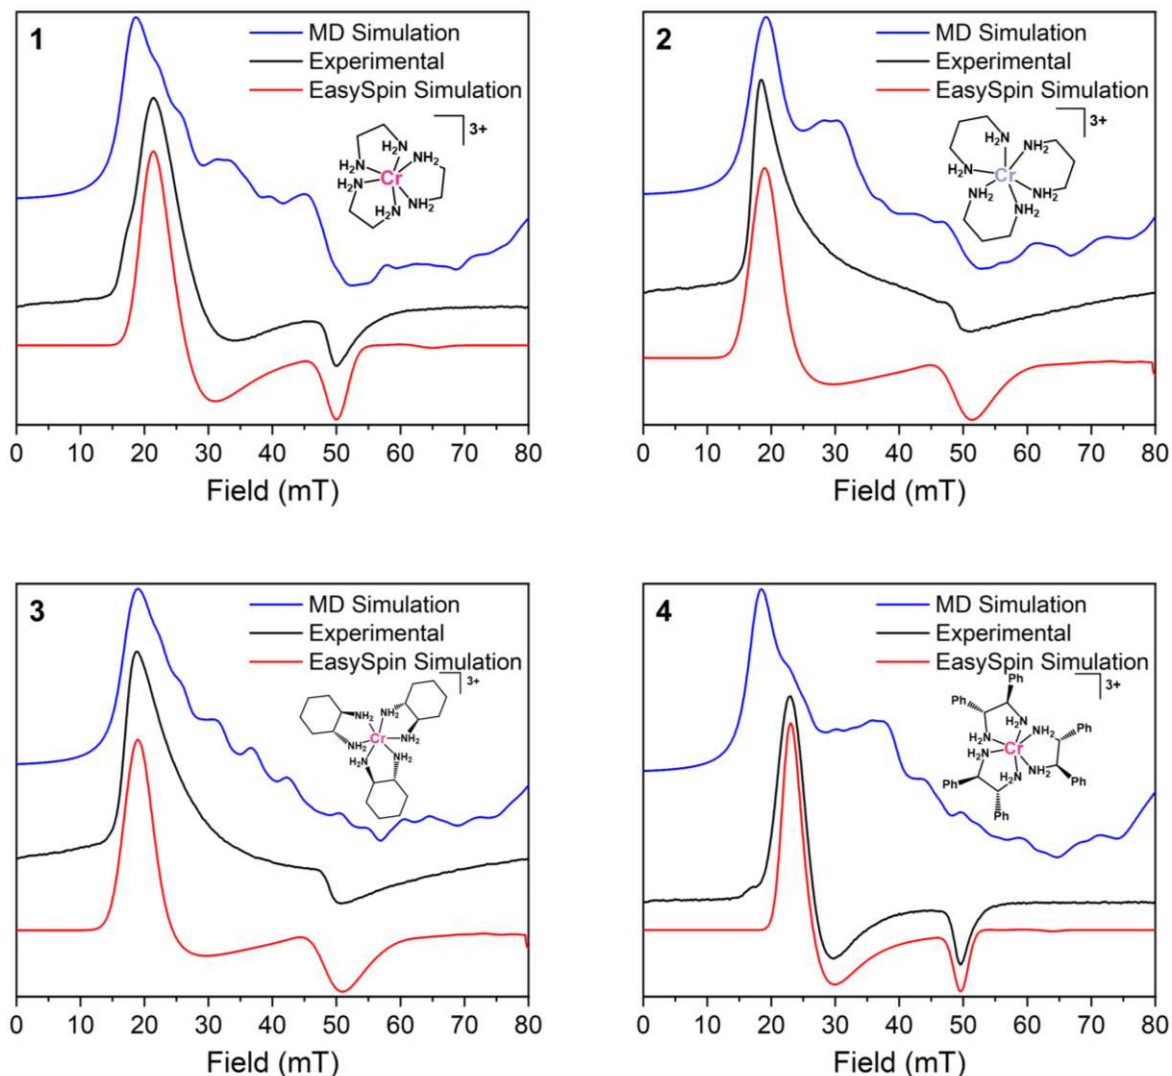 1
MD Simulation
Experimental
EasySpin Simulation
3+
H₂N
H₂N
NH₂
H₂N
Cr
H₂N
NH₂
0 10 20 30 40 50 60 70 80
Field (mT)
2
MD Simulation
Experimental
EasySpin Simulation
3+
H₂N
NH₂
H₂N
Cr
NH₂
NH₂
NH₂
0 10 20 30 40 50 60 70 80
Field (mT)
3
MD Simulation
Experimental
EasySpin Simulation
3+
NH₂
NH₂
NH₂
Cr
NH₂
H₂N
NH₂
0 10 20 30 40 50 60 70 80
Field (mT)
4
MD Simulation
Experimental
EasySpin Simulation
3+
Ph
Ph
H₂N
NH₂
Ph
H₂N
H₂N
Cr
H₂N
NH₂
Ph
Ph
Ph
0 10 20 30 40 50 60 70 80
Field (mT)